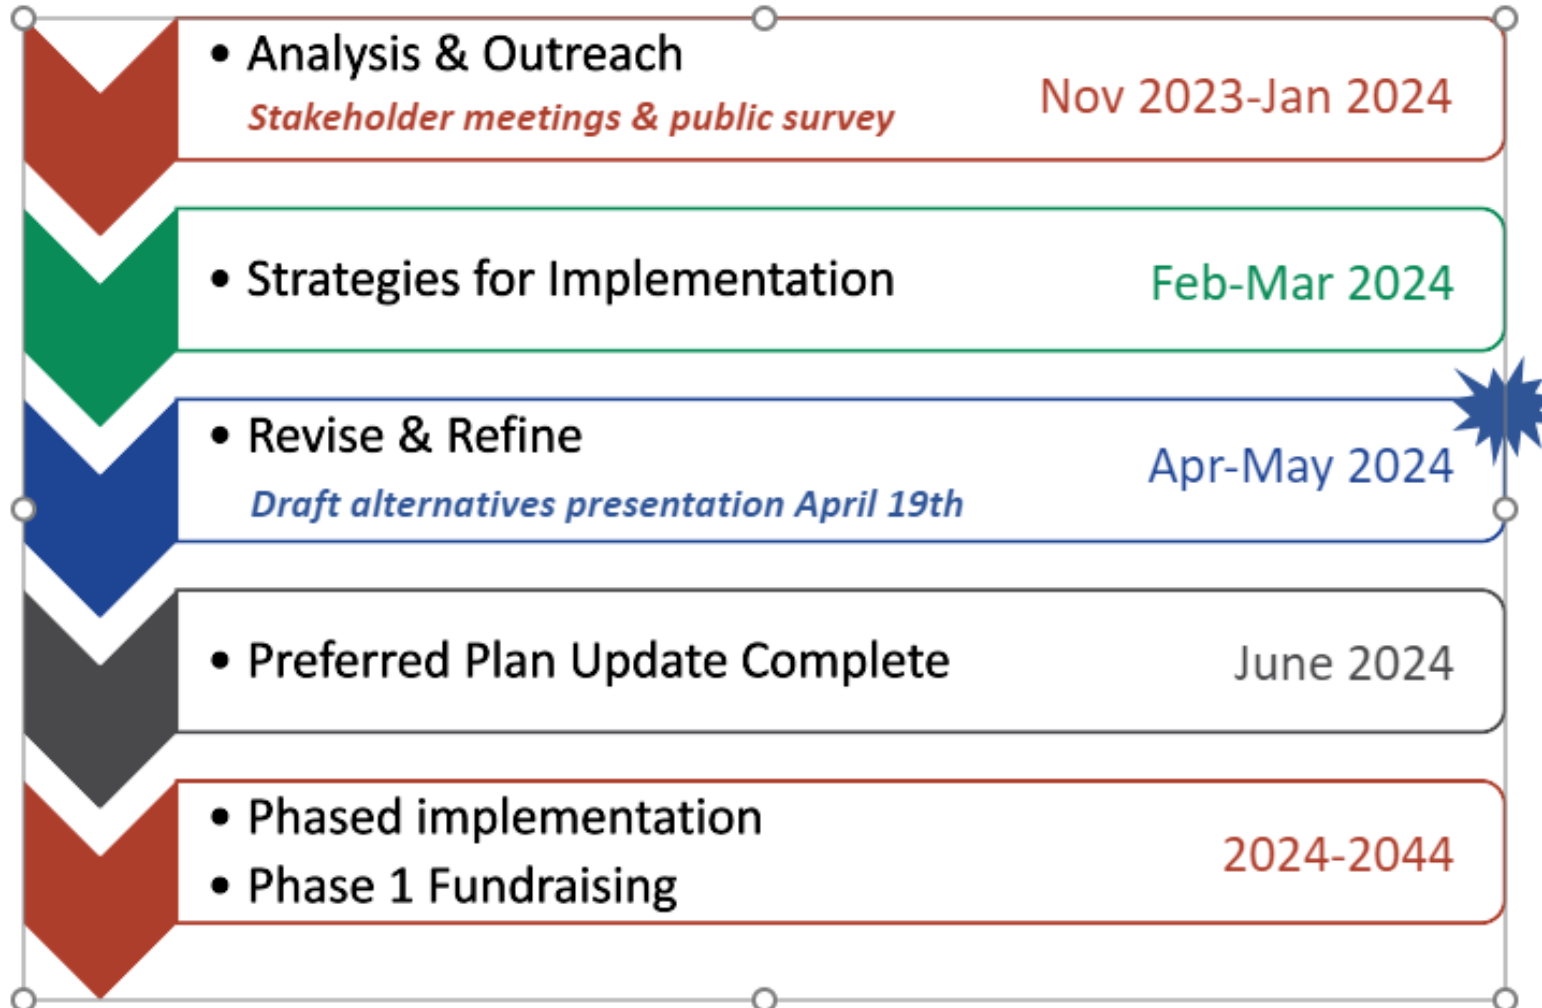 • Analysis & Outreach
Stakeholder meetings & public survey
Nov 2023-Jan 2024
• Strategies for Implementation
Feb-Mar 2024
• Revise & Refine
Draft alternatives presentation April 19th
Apr-May 2024
• Preferred Plan Update Complete
June 2024
• Phased implementation
• Phase 1 Fundraising
2024-2044